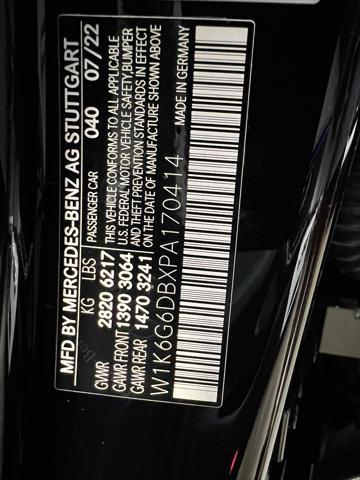 MFD BY MERCEDES-BENZ AG STUTTGART
PASSENGER CAR 040 07/22
KG LBS
GWR 2820 6217
GAWR FRONT 1390 3064
GAWR REAR 1470 3241
THIS VEHICLE CONFORMS TO ALL APPLICABLE
U.S. FEDERAL MOTOR VEHICLE SAFETY, BUMPER
AND THEFT PREVENTION STANDARDS IN EFFECT
ON THE DATE OF MANUFACTURE SHOWN ABOVE
W1K6G6DBXPA170414
MADE IN GERMANY